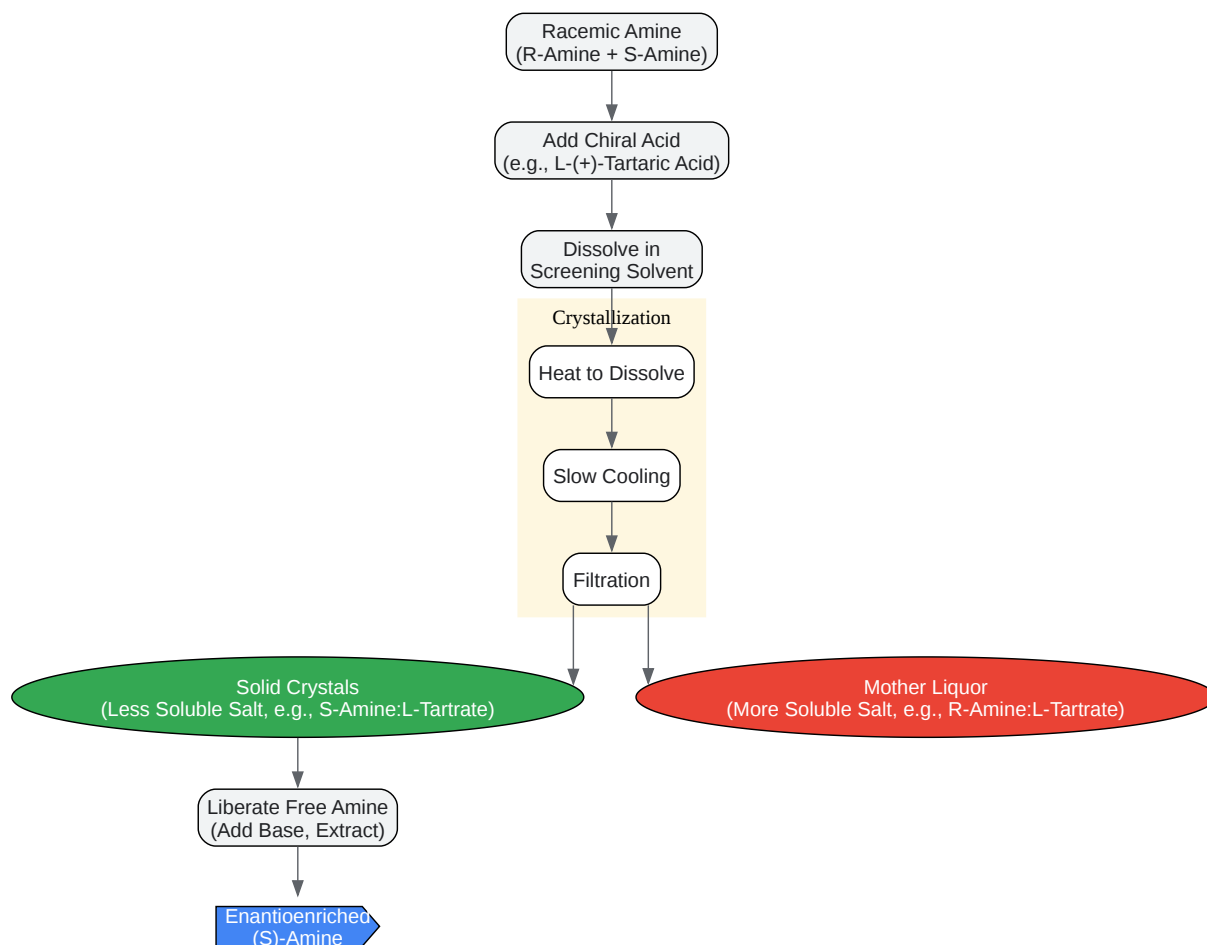 Racemic Amine
(R-Amine + S-Amine)
Add Chiral Acid
(e.g., L-(+)-Tartaric Acid)
Dissolve in
Screening Solvent
Crystallization
Heat to Dissolve
Slow Cooling
Filtration
Solid Crystals
(Less Soluble Salt, e.g., S-Amine:L-Tartrate)
Mother Liquor
(More Soluble Salt, e.g., R-Amine:L-Tartrate)
Liberate Free Amine
(Add Base, Extract)
Enantioenriched
(S)-Amine